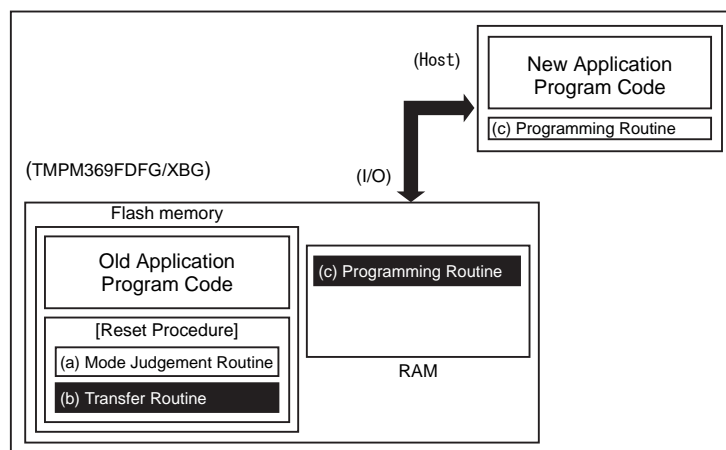 (Host)
New Application
Program Code
(c) Programming Routine
(TMPM369FDFG/XBG)
(I/O)
Flash memory
Old Application
Program Code
[Reset Procedure]
(a) Mode Judgement Routine
(b) Transfer Routine
(c) Programming Routine
RAM